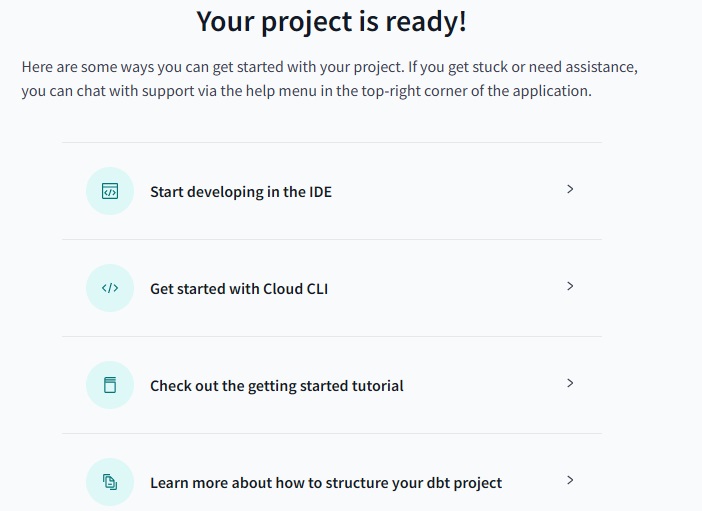 Your project is ready!
Here are some ways you can get started with your project. If you get stuck or need assistance,
you can chat with support via the help menu in the top-right corner of the application.
Start developing in the IDE
Get started with Cloud CLI
Check out the getting started tutorial
Learn more about how to structure your dbt project